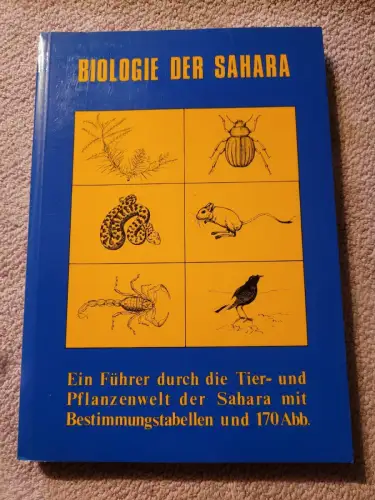 BIOLOGIE DER SAHARA
Ein Führer durch die Tier- und
Pflanzenwelt der Sahara mit
Bestimmungstabellen und 170 Abb.